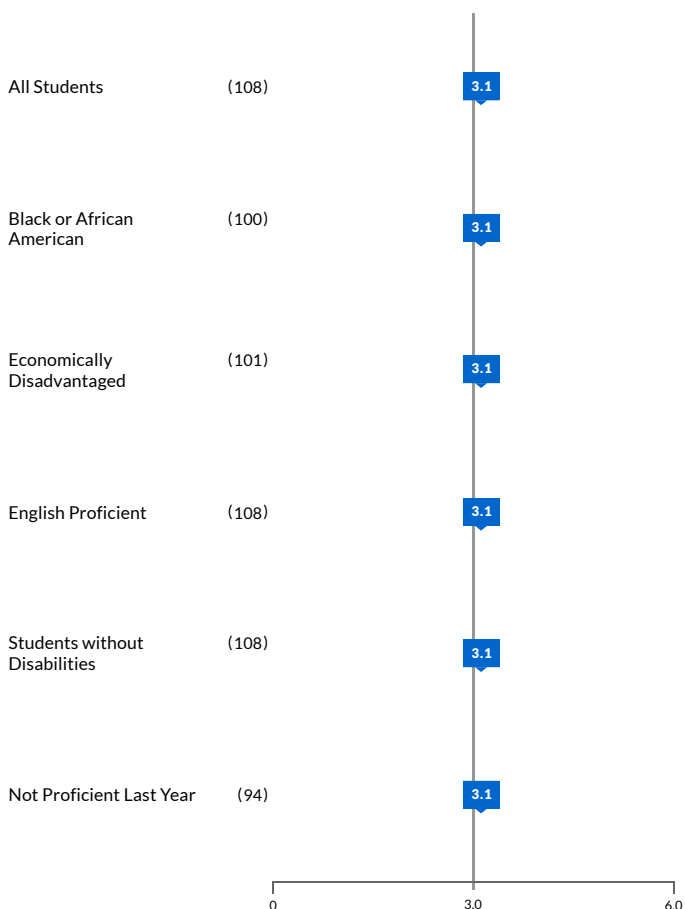 All Students (108) 3.1
Black or African (100)
American
3.1
Economically (101)
Disadvantaged
3.1
English Proficient (108) 3.1
Students without (108)
Disabilities
3.1
Not Proficient Last Year (94) 3.1
0 3.0 6.0